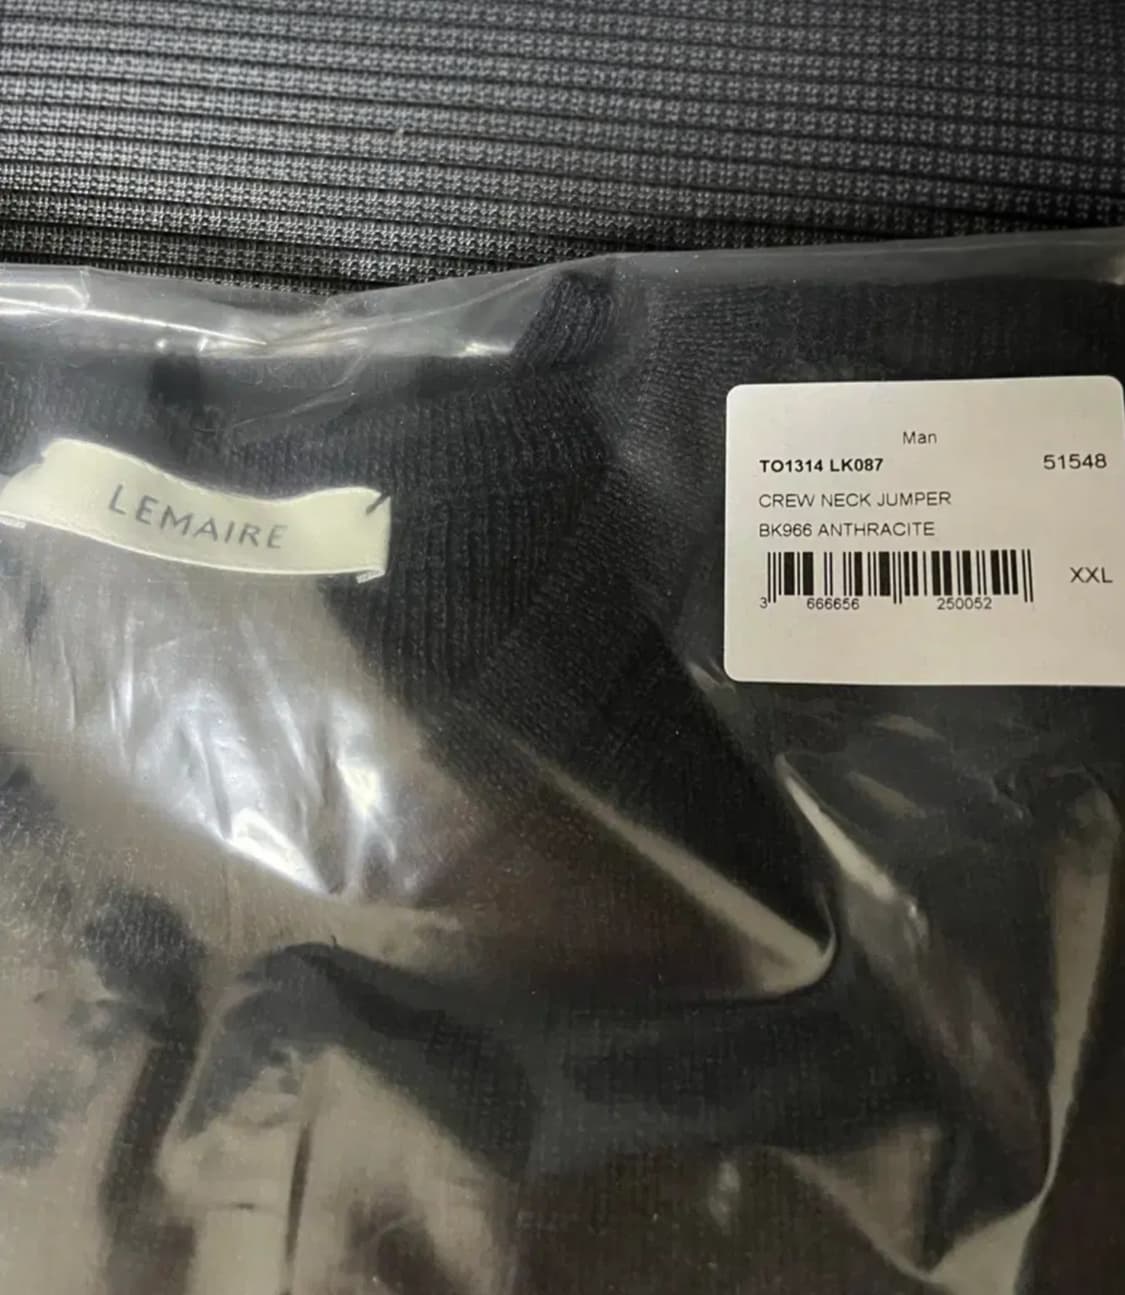 LEMAIRE
Man
TO1314 LK087 51548
CREW NECK JUMPER
BK966 ANTHRACITE
XXL
3 666656 250052